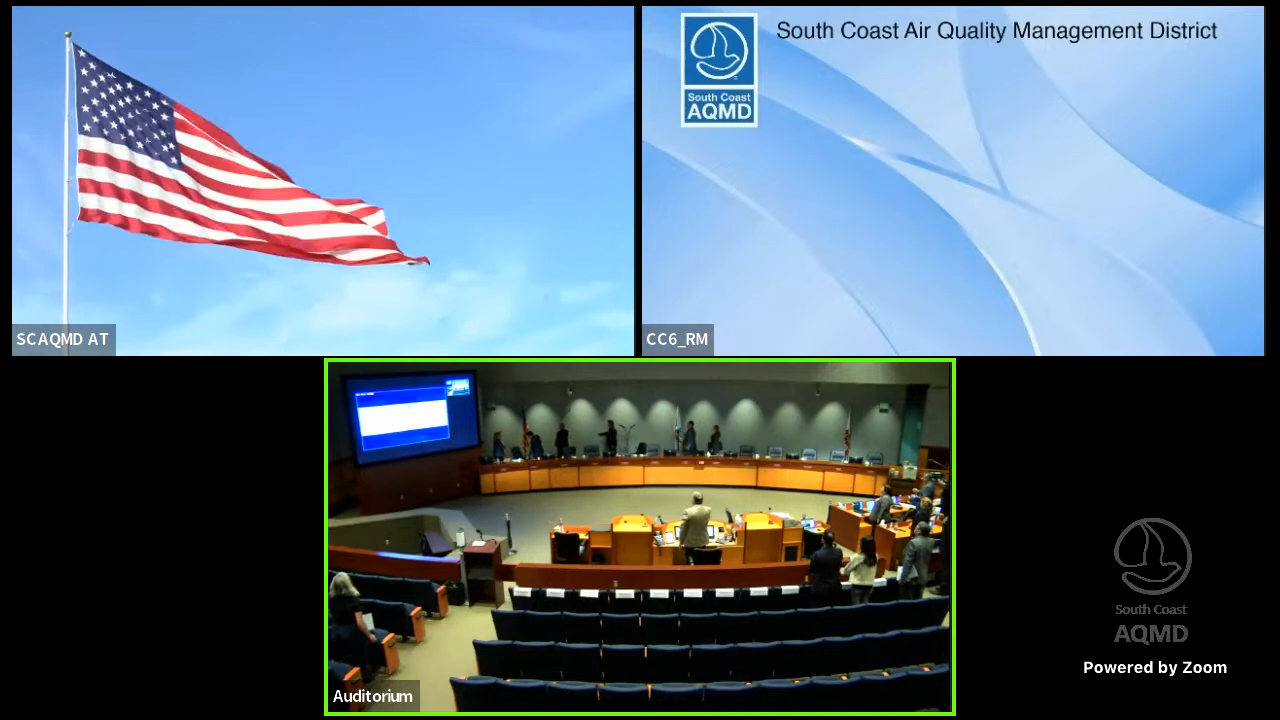 South Coast Air Quality Management District
South Coast
AQMD
SCAQMD AT
CC6_RM
Auditorium
South Coast
AQMD
Powered by Zoom